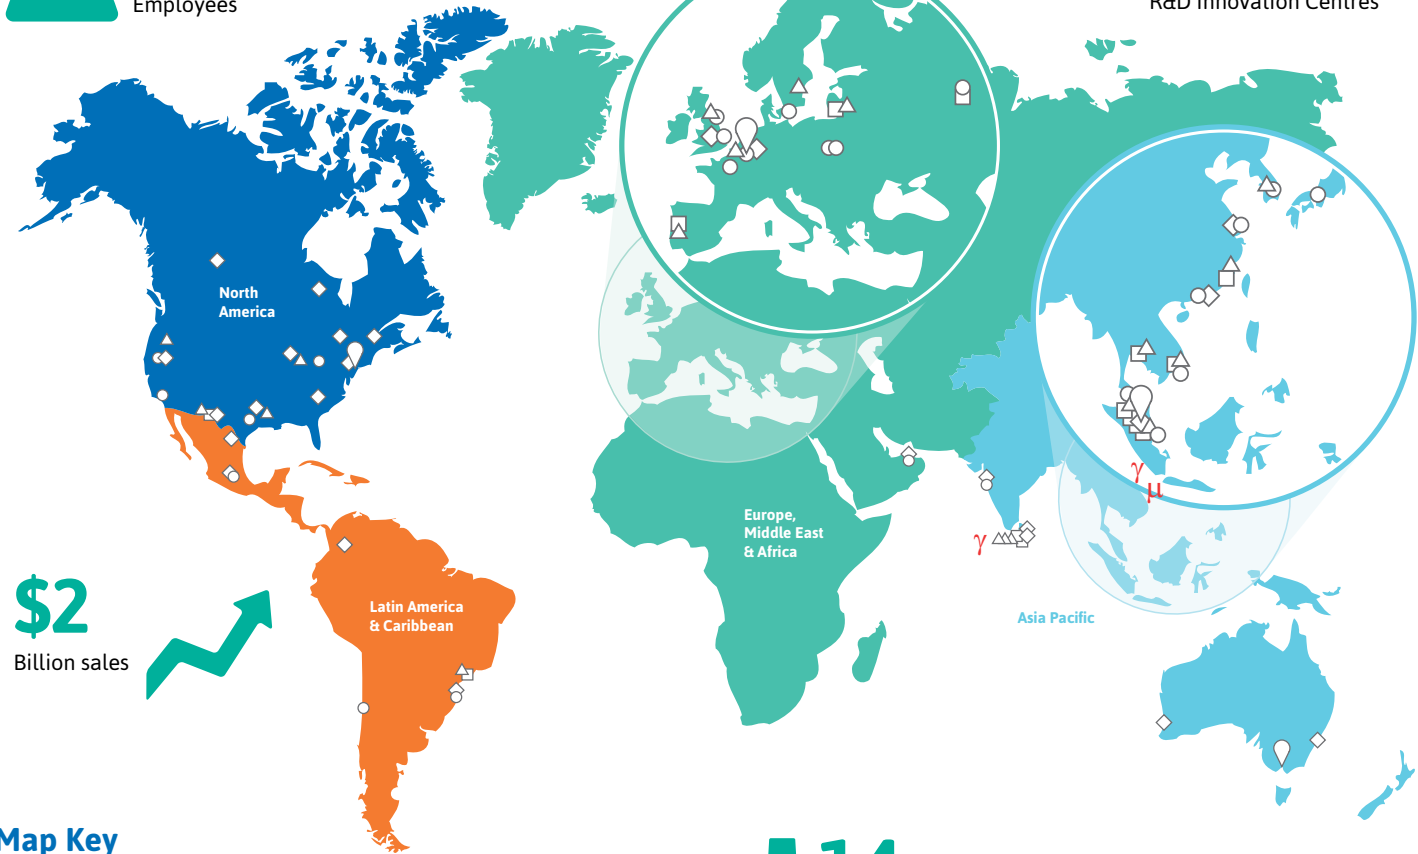 Employees
R&D Innovation Centres
North
America
γ
μ
Europe,
Middle East
& Africa
γ
$2
Billion sales
Latin America
& Caribbean
Asia Pacific
Map Key